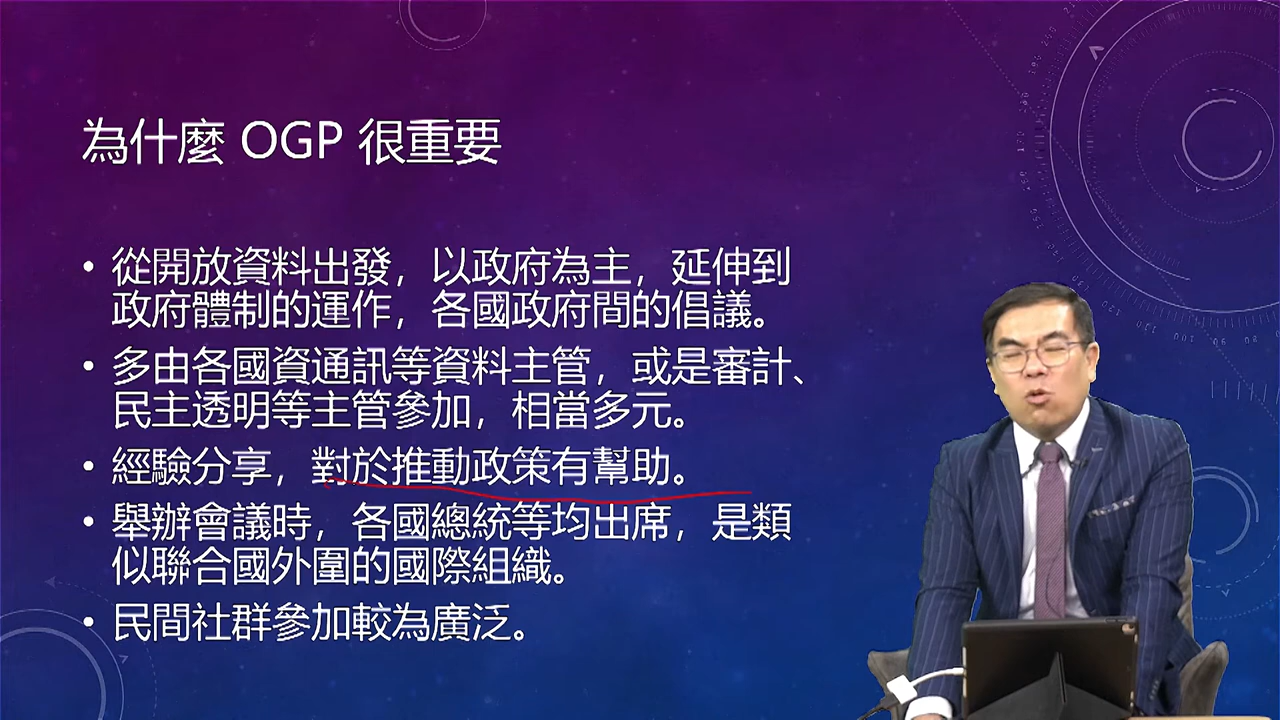 為什麼 OGP 很重要
• 從開放資料出發，以政府為主，延伸到
政府體制的運作，各國政府間的倡議。
• 多由各國資通訊等資料主管，或是審計、
民主透明等主管參加，相當多元。
• 經驗分享，對於推動政策有幫助。
• 舉辦會議時，各國總統等均出席，是類
似聯合國外圍的國際組織。
• 民間社群參加較為廣泛。